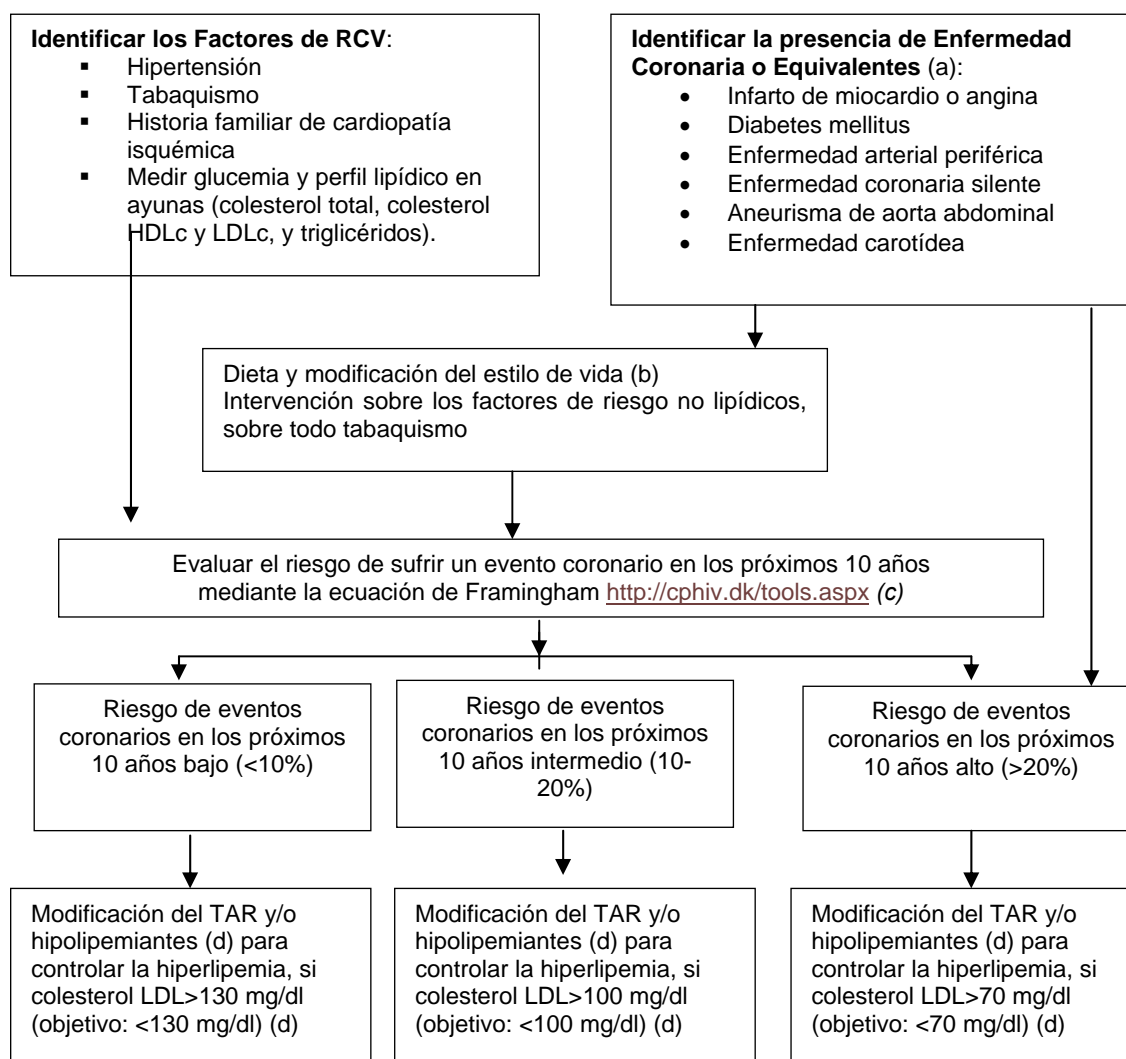 Identificar los Factores de RCV:
▪ Hipertensión
▪ Tabaquismo
▪ Historia familiar de cardiopatía
isquémica
▪ Medir glucemia y perfil lipídico en
ayunas (colesterol total, colesterol
HDLc y LDLc, y triglicéridos).
Identificar la presencia de Enfermedad
Coronaria o Equivalentes (a):
• Infarto de miocardio o angina
• Diabetes mellitus
• Enfermedad arterial periférica
• Enfermedad coronaria silente
• Aneurisma de aorta abdominal
• Enfermedad carotídea
Dieta y modificación del estilo de vida (b)
Intervención sobre los factores de riesgo no lipídicos,
sobre todo tabaquismo
Evaluar el riesgo de sufrir un evento coronario en los próximos 10 años
mediante la ecuación de Framingham http://cphiv.dk/tools.aspx (c)
Riesgo de eventos
coronarios en los próximos
10 años bajo (<10%)
Riesgo de eventos
coronarios en los próximos
10 años intermedio (10-
20%)
Riesgo de eventos
coronarios en los próximos
10 años alto (>20%)
Modificación del TAR y/o
hipolipemiantes (d) para
controlar la hiperlipemia, si
colesterol LDL>130 mg/dl
(objetivo: <130 mg/dl) (d)
Modificación del TAR y/o
hipolipemiantes (d) para
controlar la hiperlipemia, si
colesterol LDL>100 mg/dl
(objetivo: <100 mg/dl) (d)
Modificación del TAR y/o
hipolipemiantes (d) para
controlar la hiperlipemia, si
colesterol LDL>70 mg/dl
(objetivo: <70 mg/dl) (d)